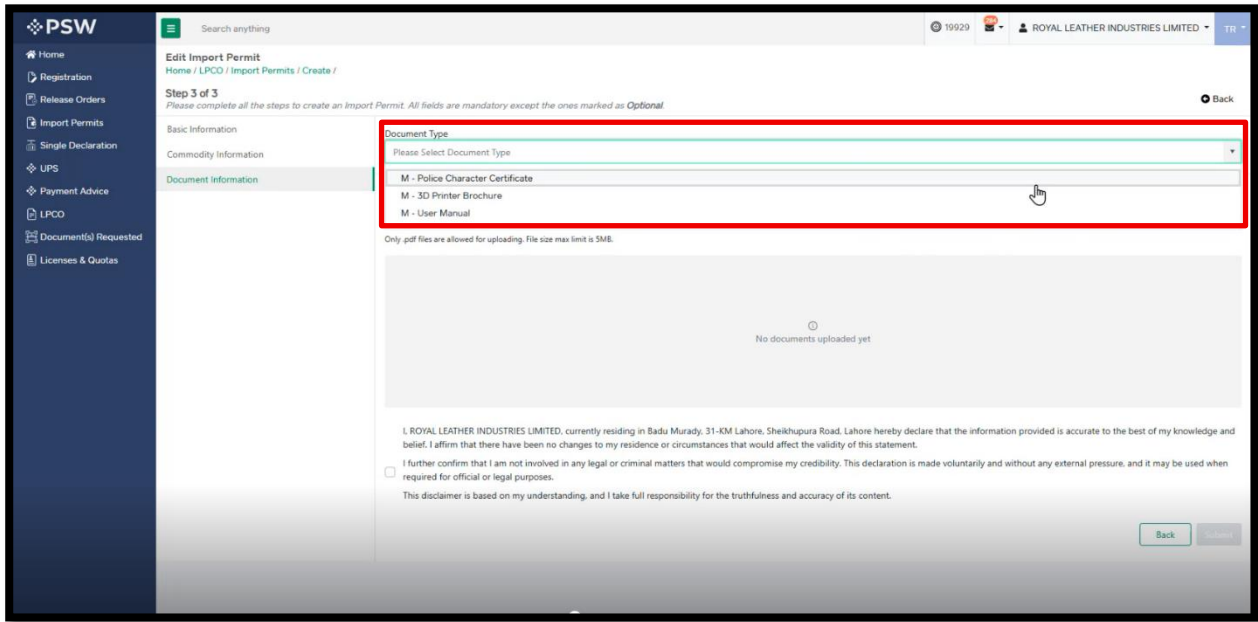 PSW
Search anything
19929
ROYAL LEATHER INDUSTRIES LIMITED
TR
Home
Registration
Release Orders
Import Permits
Single Declaration
UPS
Payment Advice
LPCO
Document(s) Requested
Licenses & Quotas
Edit Import Permit
Home / LPCO / Import Permits / Create /
Step 3 of 3
Please complete all the steps to create an Import Permit. All fields are mandatory except the ones marked as Optional.
Back
Basic Information
Commodity Information
Document Information
Document Type
Please Select Document Type
M - Police Character Certificate
M - 3D Printer Brochure
M - User Manual
Only .pdf files are allowed for uploading. File size max limit is 5MB.
No documents uploaded yet
I, ROYAL LEATHER INDUSTRIES LIMITED, currently residing in Badu Murady, 31-KM Lahore, Sheikhupura Road, Lahore hereby declare that the information provided is accurate to the best of my knowledge and
belief. I affirm that there have been no changes to my residence or circumstances that would affect the validity of this statement.
I further confirm that I am not involved in any legal or criminal matters that would compromise my credibility. This declaration is made voluntarily and without any external pressure, and it may be used when
required for official or legal purposes.
This disclaimer is based on my understanding, and I take full responsibility for the truthfulness and accuracy of its content.
Back
Submit